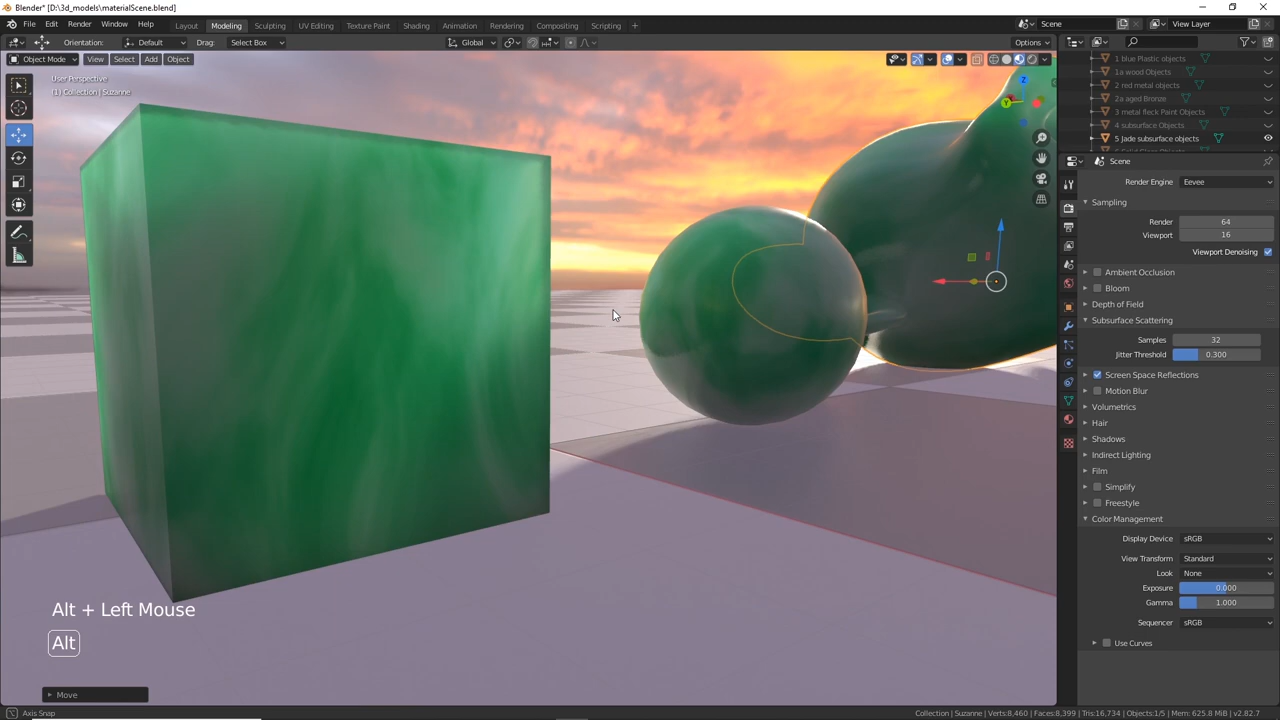 Blender* [D:\3d_models\materialScene.blend]
File Edit Render Window Help Layout Modeling Sculpting UV Editing Texture Paint Shading Animation Rendering Compositing Scripting + Scene View Layer
Orientation: Default Drag: Select Box Global Options
Object Mode View Select Add Object
User Perspective
(1) Collection | Suzanne
1 blue Plastic objects
1a wood Objects
2 red metal objects
2a aged Bronze
3 metal fleck Paint Objects
4 subsurface Objects
5 Jade subsurface objects
Scene
Render Engine Eevee
Sampling
Render 64
Viewport 16
Viewport Denoising
Ambient Occlusion
Bloom
Depth of Field
Subsurface Scattering
Samples 32
Jitter Threshold 0.300
Screen Space Reflections
Motion Blur
Volumetrics
Hair
Shadows
Indirect Lighting
Film
Simplify
Freestyle
Color Management
Display Device sRGB
View Transform Standard
Look None
Exposure 0.000
Gamma 1.000
Sequencer sRGB
Use Curves
Z
Y
Alt + Left Mouse
Alt
Move
Axis Snap
Collection | Suzanne | Verts:8,460 | Faces:8,399 | Tris:16,734 | Objects:1/5 | Mem: 625.8 MiB | v2.82.7